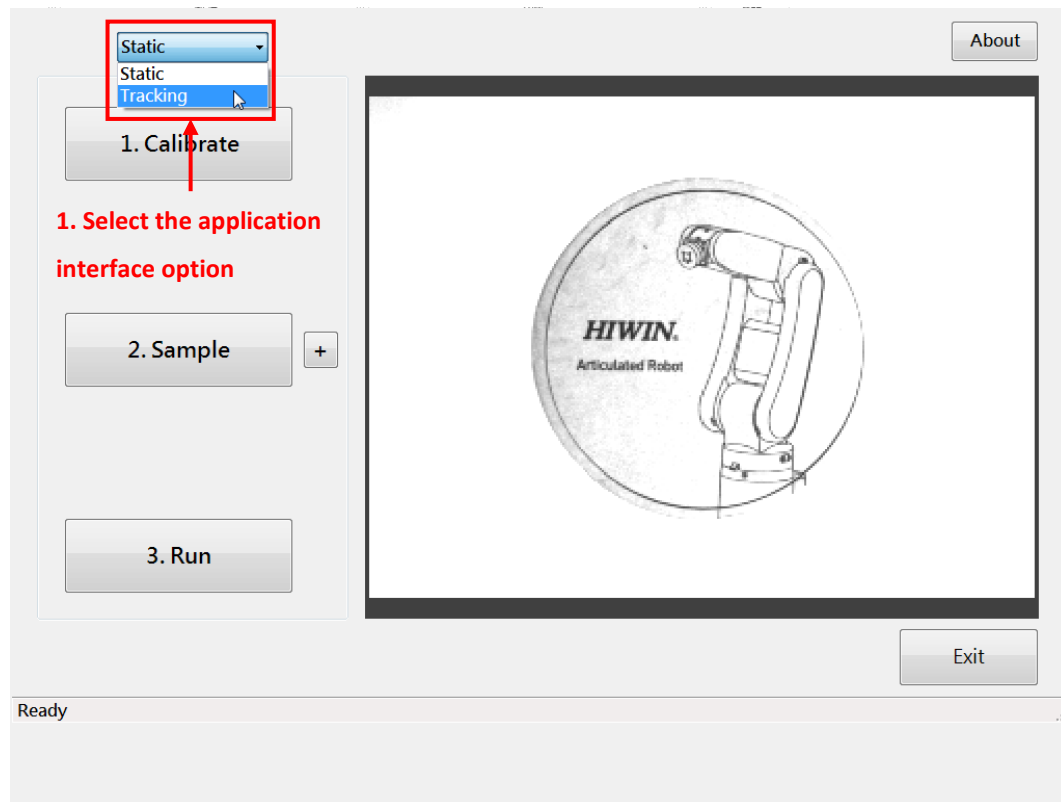 Static
About
Static
Tracking
1. Calibrate
1. Select the application
interface option
2. Sample
+
HIWIN.
Articulated Robot
3. Run
Exit
Ready